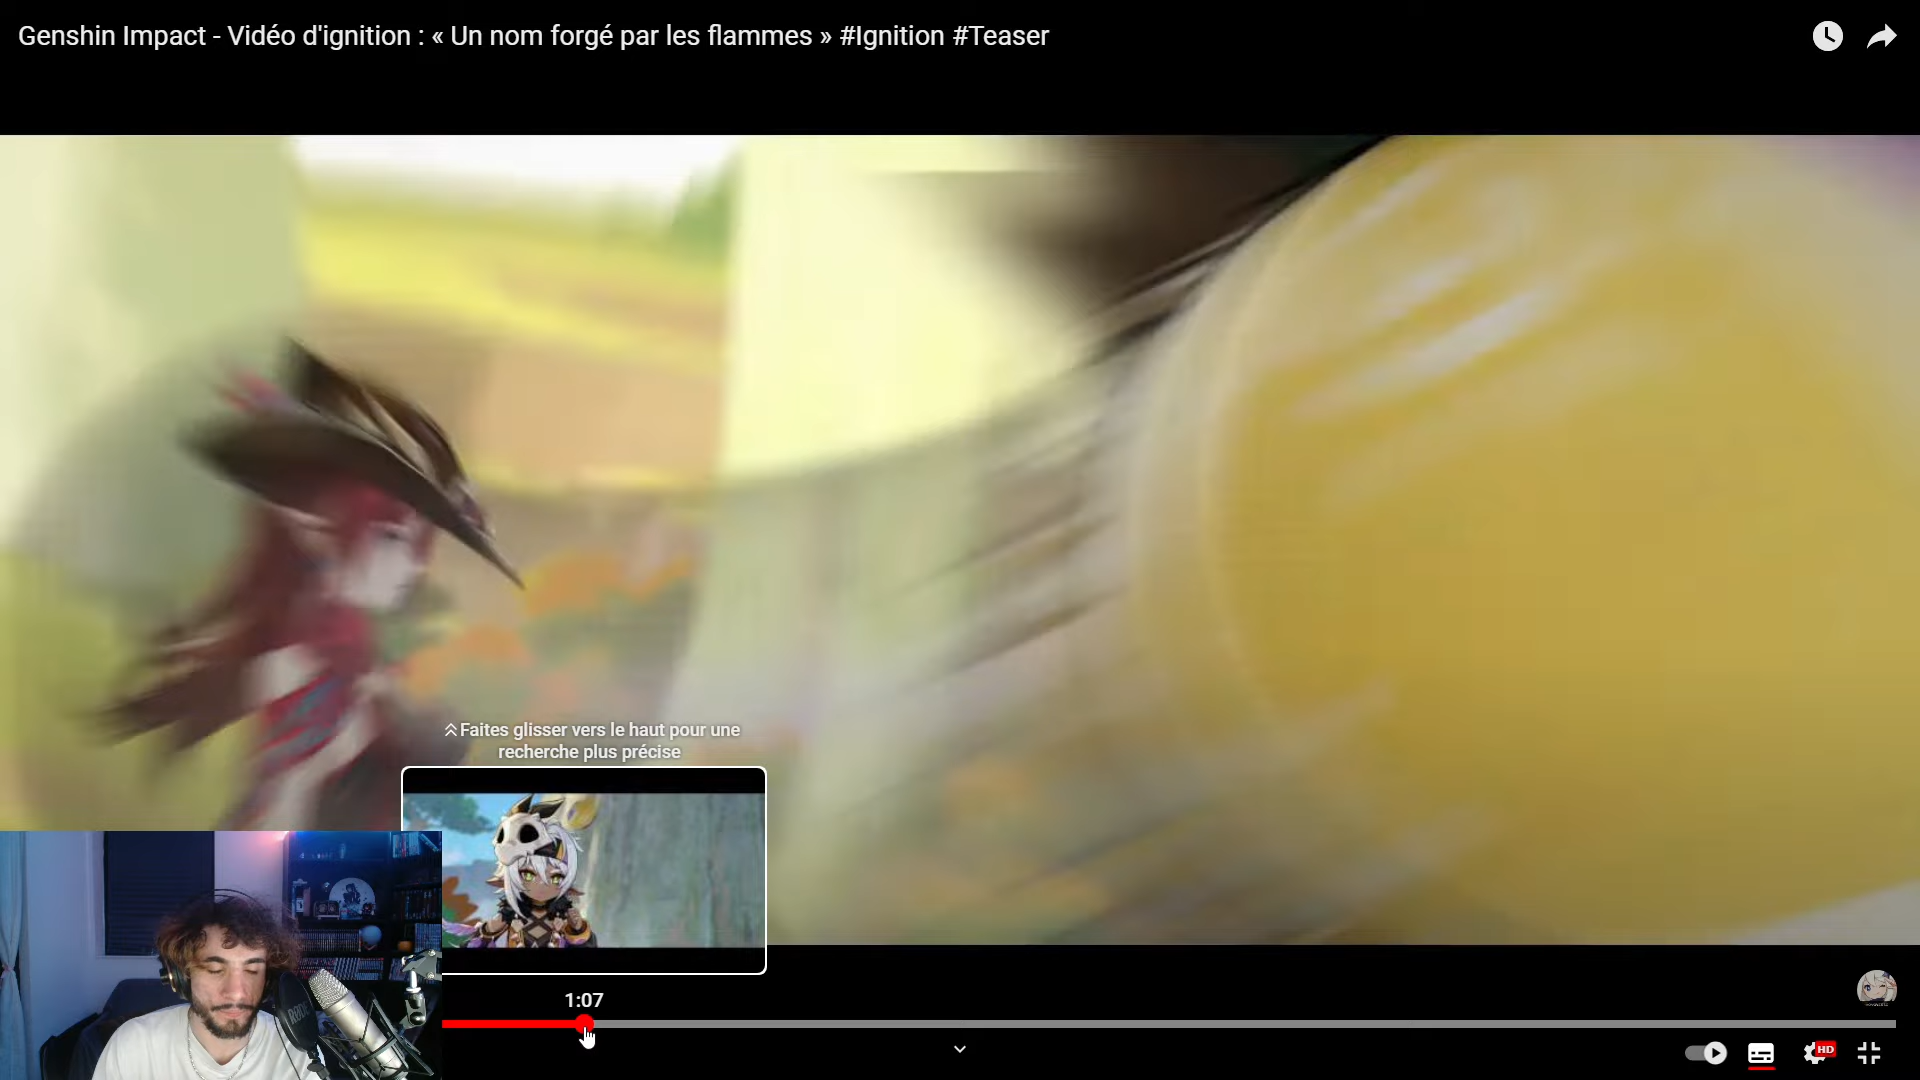 Genshin Impact - Vidéo d'ignition : « Un nom forgé par les flammes » #Ignition #Teaser
Faites glisser vers le haut pour une
recherche plus précise
1:07
HD